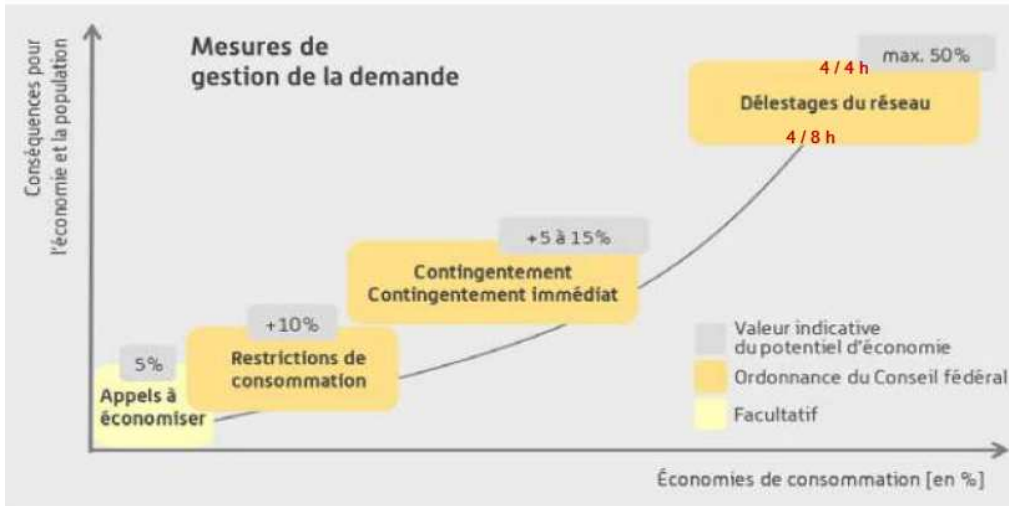 Conséquences pour
l'économie et la population
Mesures de
gestion de la demande
max. 50%
4 / 4 h
Délestages du réseau
4 / 8 h
+5 à 15%
Contingentement
Contingentement immédiat
+10%
Restrictions de
consommation
5%
Appels à
économiser
Valeur indicative
du potentiel d'économie
Ordonnance du Conseil fédéral
Facultatif
Économies de consommation [en %]